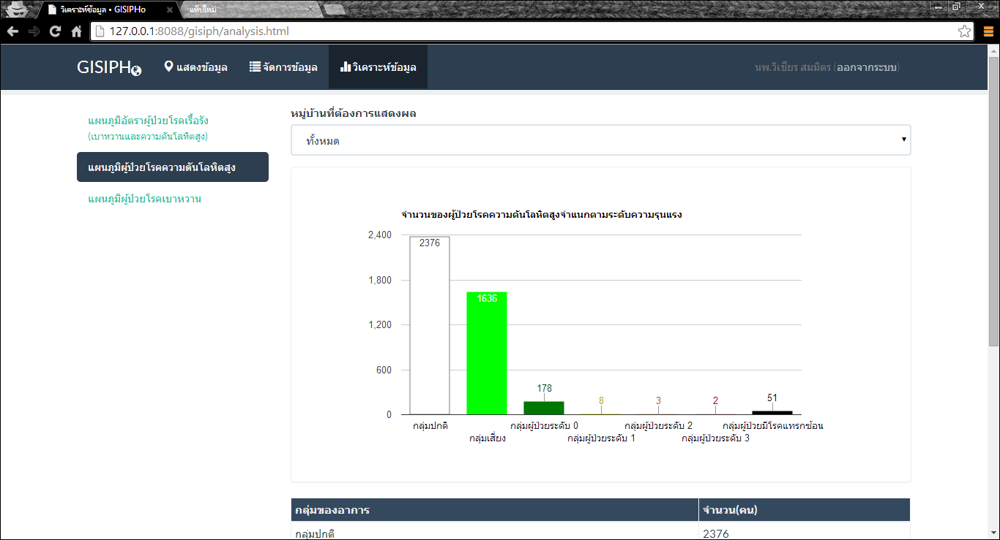 วิเคราะห์ข้อมูล • GISIPHo
แท็บใหม่
127.0.0.1:8088/gisiph/analysis.html
GISIPH
แสดงข้อมูล
จัดการข้อมูล
วิเคราะห์ข้อมูล
นพ.วิเชียร สมมิตร (ออกจากระบบ)
แผนภูมิอัตราผู้ป่วยโรคเรื้อรัง
(เบาหวานและความดันโลหิตสูง)
แผนภูมิผู้ป่วยโรคความดันโลหิตสูง
แผนภูมิผู้ป่วยโรคเบาหวาน
หมู่บ้านที่ต้องการแสดงผล
ทั้งหมด
จำนวนของผู้ป่วยโรคความดันโลหิตสูงจำแนกตามระดับความรุนแรง
2,400
1,800
1,200
600
0
2376
1636
178
8
3
2
51
กลุ่มปกติ
กลุ่มเสี่ยง
กลุ่มผู้ป่วยระดับ 0
กลุ่มผู้ป่วยระดับ 1
กลุ่มผู้ป่วยระดับ 2
กลุ่มผู้ป่วยระดับ 3
กลุ่มผู้ป่วยมีโรคแทรกซ้อน
กลุ่มของอาการ
จำนวน(คน)
กลุ่มปกติ
2376